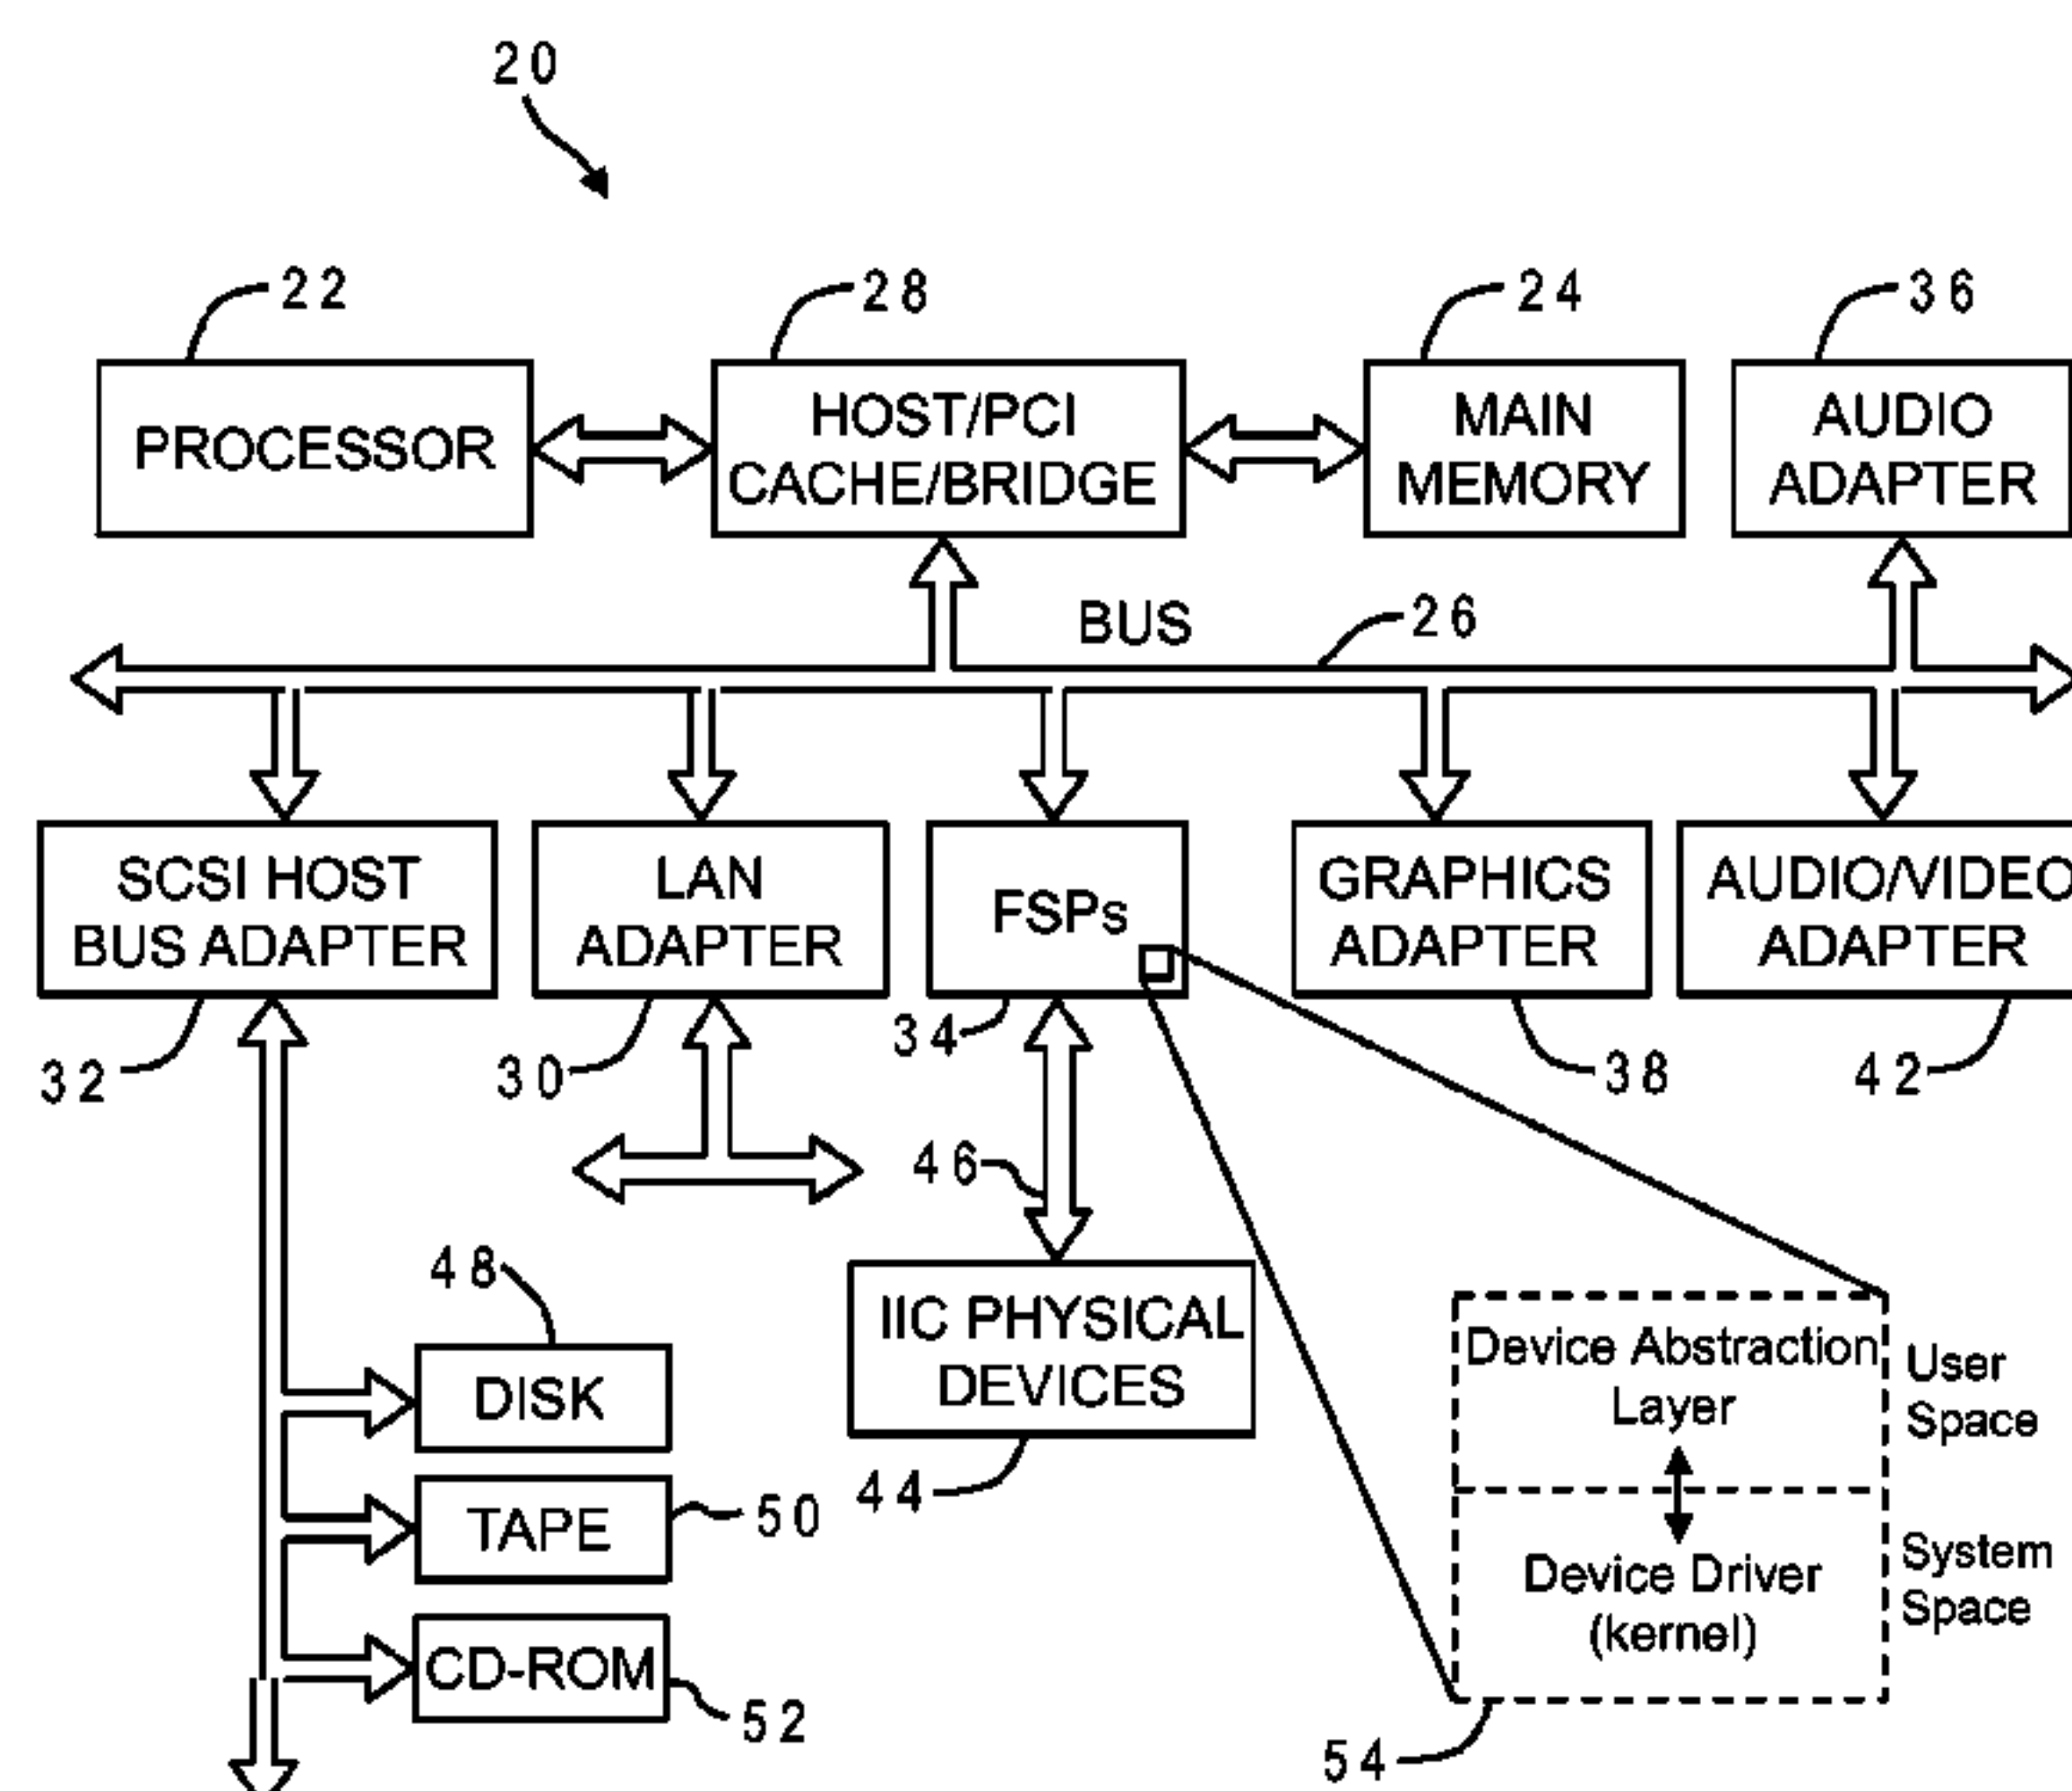 20
22
28
24
36
PROCESSOR
HOST/PCI
CACHE/BRIDGE
MAIN
MEMORY
AUDIO
ADAPTER
BUS
26
SCSI HOST
BUS ADAPTER
LAN
ADAPTER
FSPs
GRAPHICS
ADAPTER
AUDIO/VIDEO
ADAPTER
32
30
34
38
42
46
48
DISK
IIC PHYSICAL
DEVICES
44
TAPE
50
CD-ROM
52
Device Abstraction
Layer
User
Space
Device Driver
(kernel)
System
Space
54